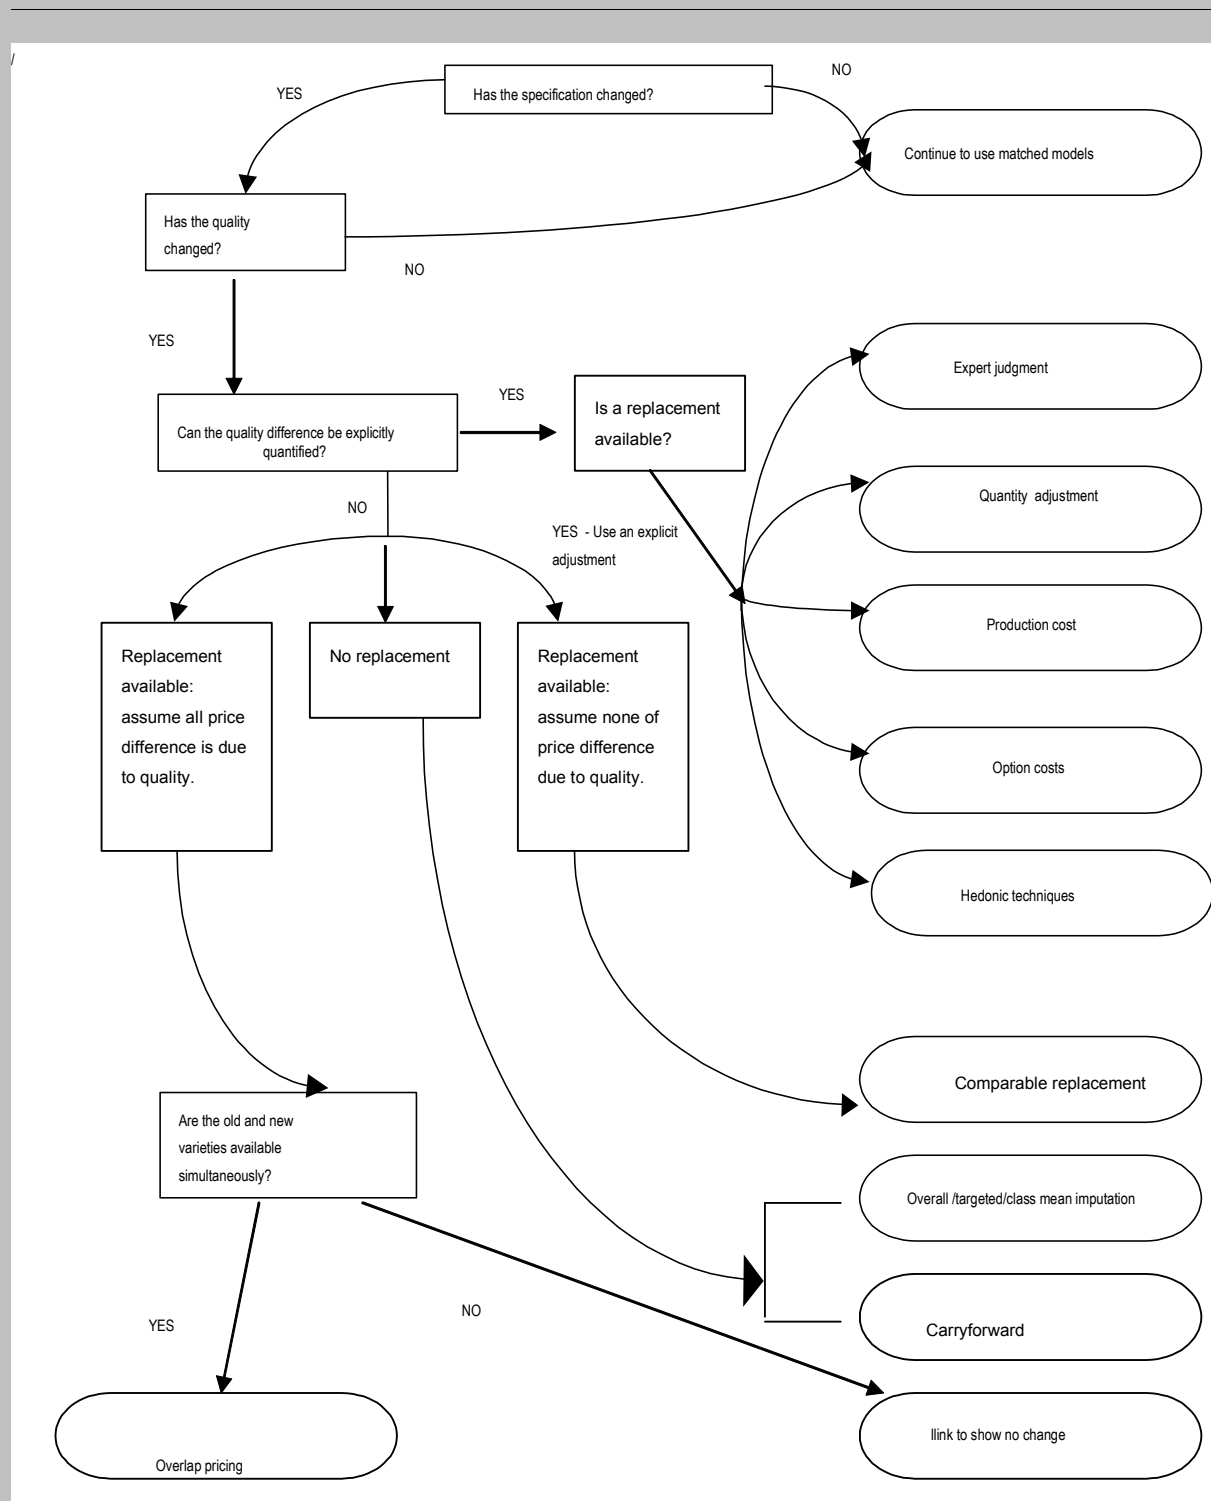 /
NO
YES
Has the specification changed?
Continue to use matched models
Has the quality
changed?
NO
YES
Expert judgment
YES
Is a replacement
available?
Can the quality difference be explicitly
quantified?
Quantity adjustment
NO
YES - Use an explicit
adjustment
Production cost
Replacement
available:
assume all price
difference is due
to quality.
No replacement
Replacement
available:
assume none of
price difference
due to quality.
Option costs
Hedonic techniques
Comparable replacement
Are the old and new
varieties available
simultaneously?
Overall /targeted/class mean imputation
NO
YES
Carryforward
llink to show no change
Overlap pricing